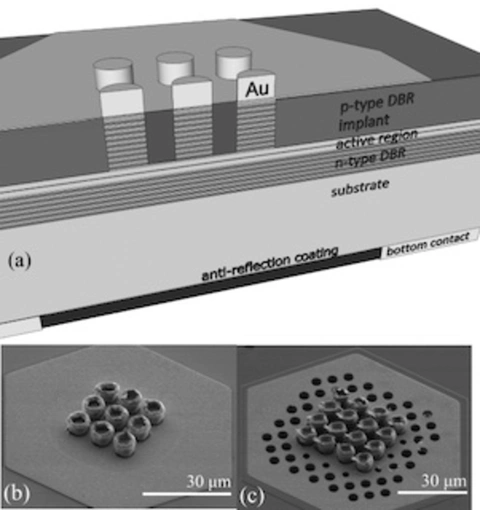 Au
p-type DBR
implant
active region
n-type DBR
substrate
(a)
anti-reflection coating
bottom contact
(b)
30 μm
(c)
30 μm